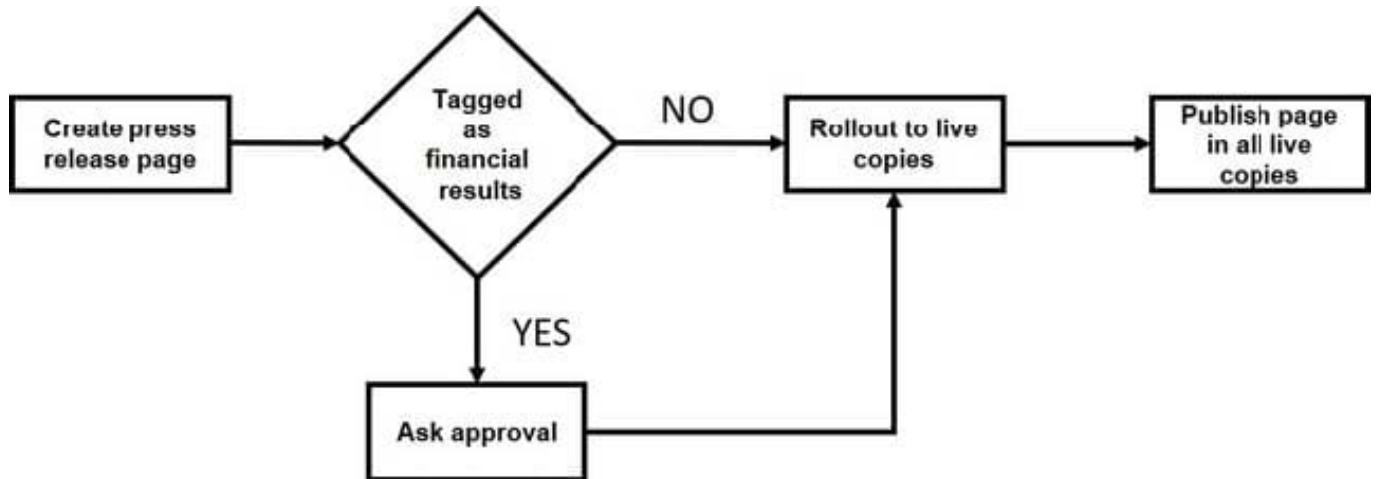 Create press
release page
Tagged
as
financial
results
NO
Rollout to live
copies
Publish page
in all live
copies
YES
Ask approval